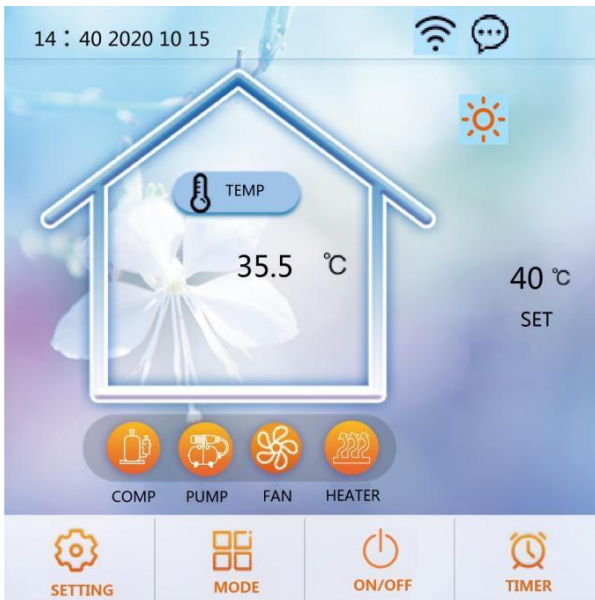 14：40 2020 10 15
TEMP
35.5 ℃
40 ℃
SET
COMP PUMP FAN HEATER
SETTING MODE ON/OFF TIMER